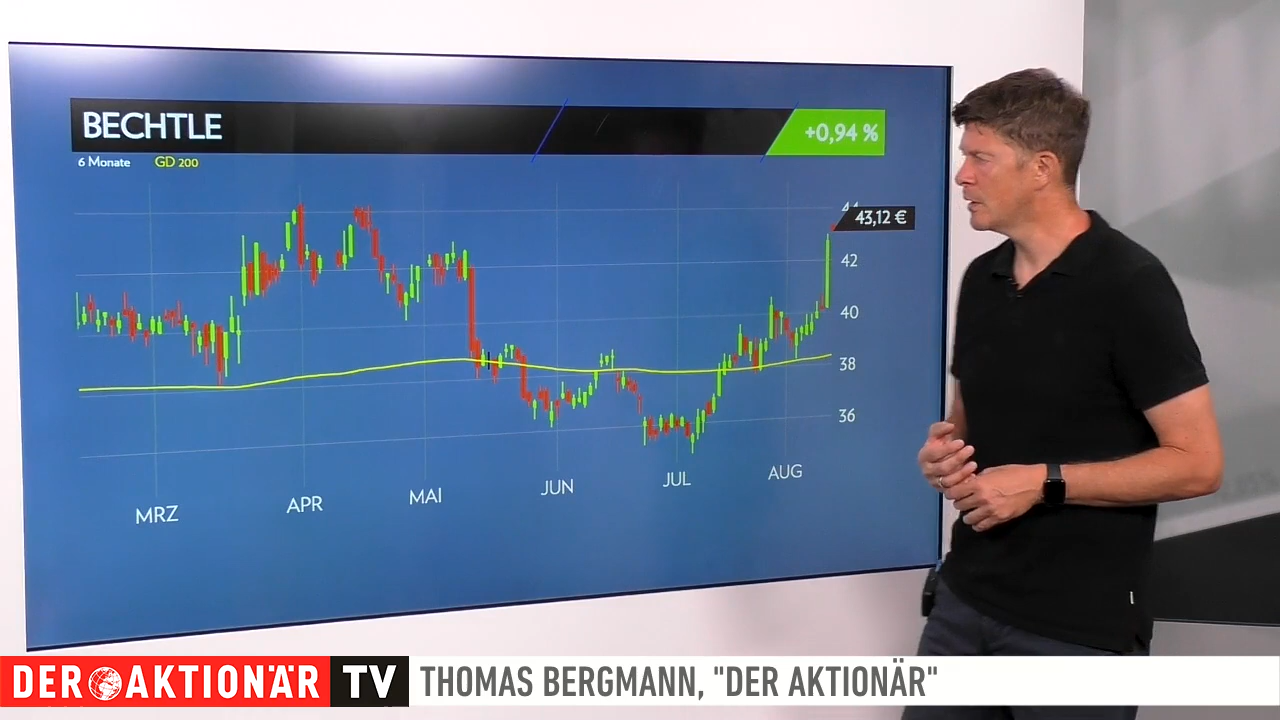 BECHTLE
+0,94 %
6 Monate GD 200
44
43,12 €
42
40
38
36
MRZ APR MAI JUN JUL AUG
DER AKTIONÄR TV
THOMAS BERGMANN, "DER AKTIONÄR"